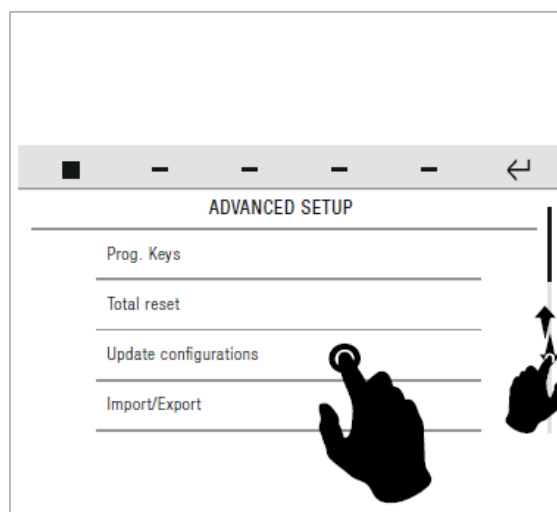 ADVANCED SETUP
Prog. Keys
Total reset
Update configurations
Import/Export